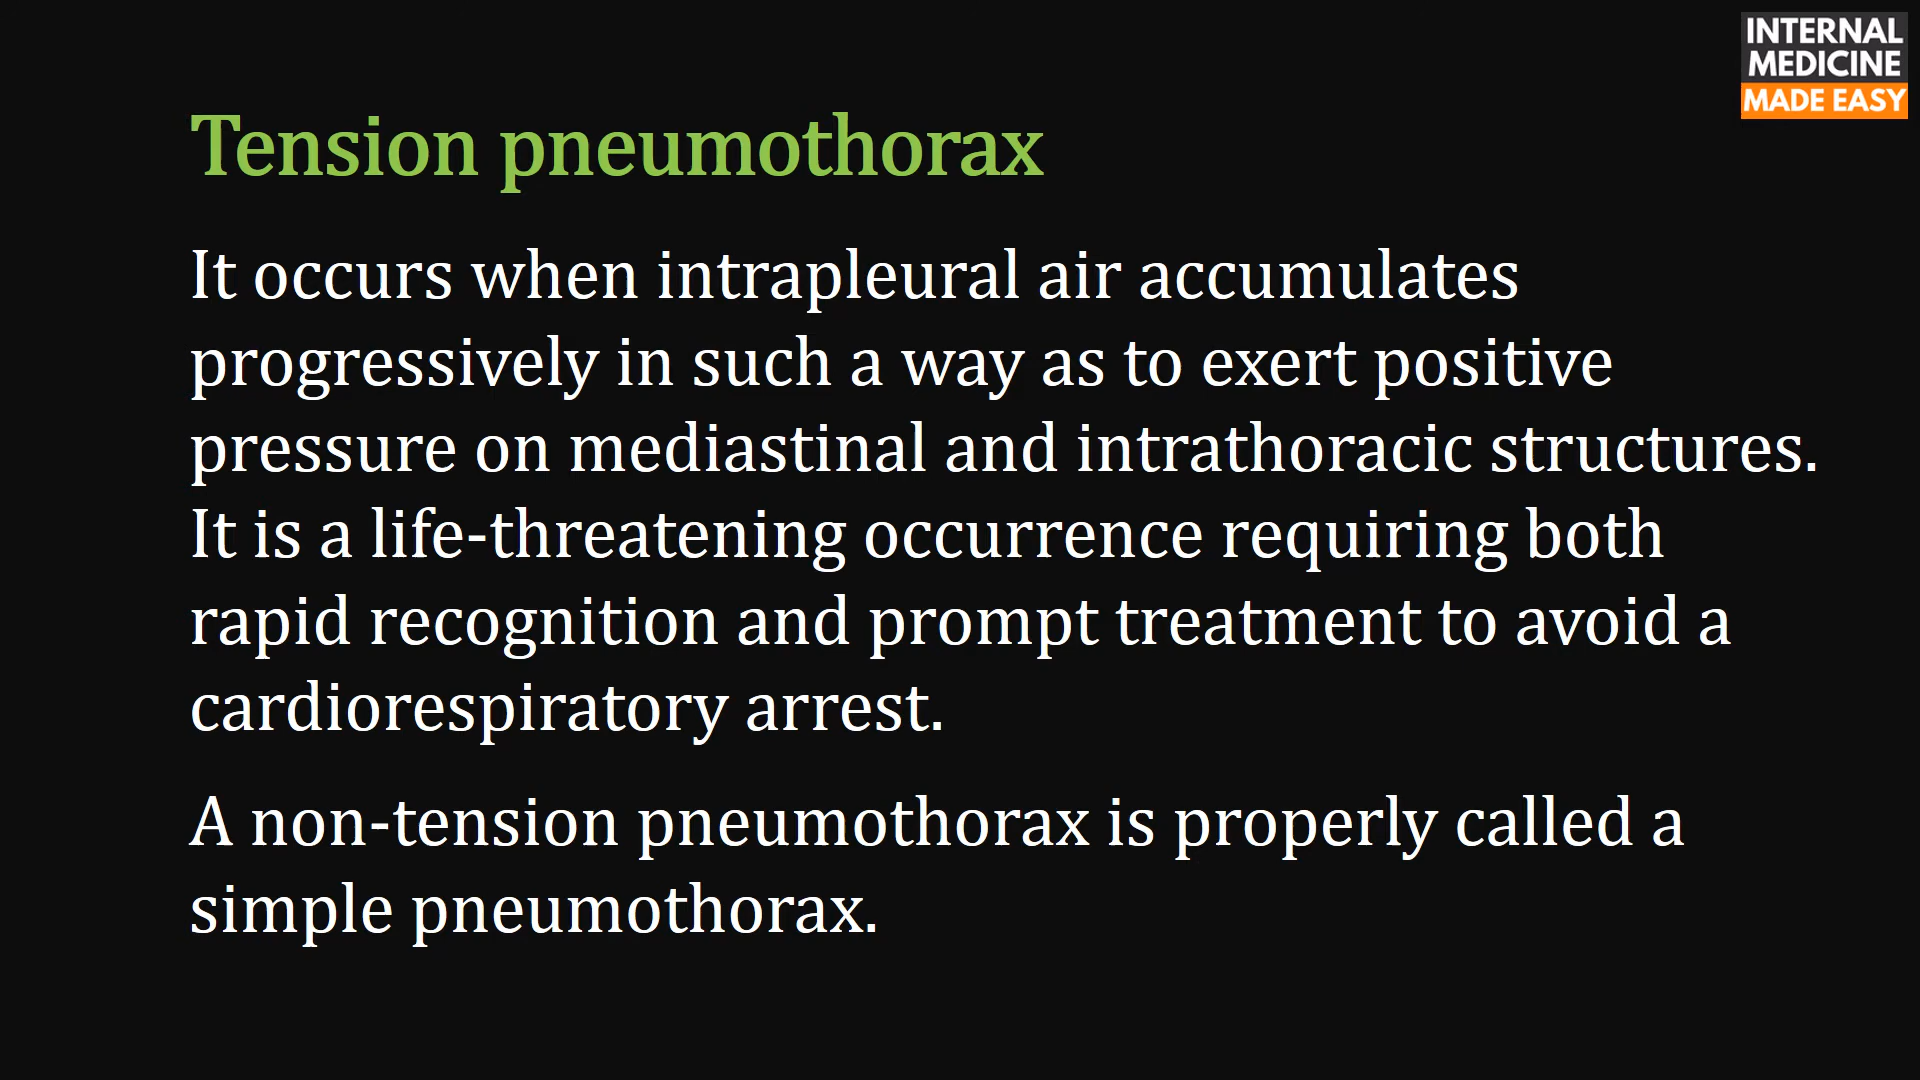 INTERNAL
MEDICINE
MADE EASY
Tension pneumothorax
It occurs when intrapleural air accumulates
progressively in such a way as to exert positive
pressure on mediastinal and intrathoracic structures.
It is a life-threatening occurrence requiring both
rapid recognition and prompt treatment to avoid a
cardiorespiratory arrest.
A non-tension pneumothorax is properly called a
simple pneumothorax.